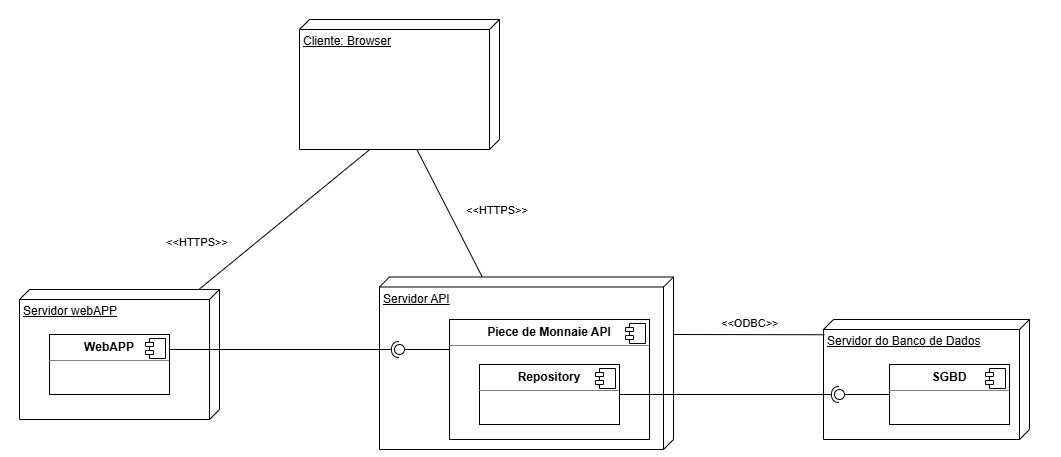 Cliente: Browser
<<HTTPS>>
<<HTTPS>>
Servidor webAPP
WebAPP
Servidor API
Piece de Monnaie API
Repository
<<ODBC>>
Servidor do Banco de Dados
SGBD